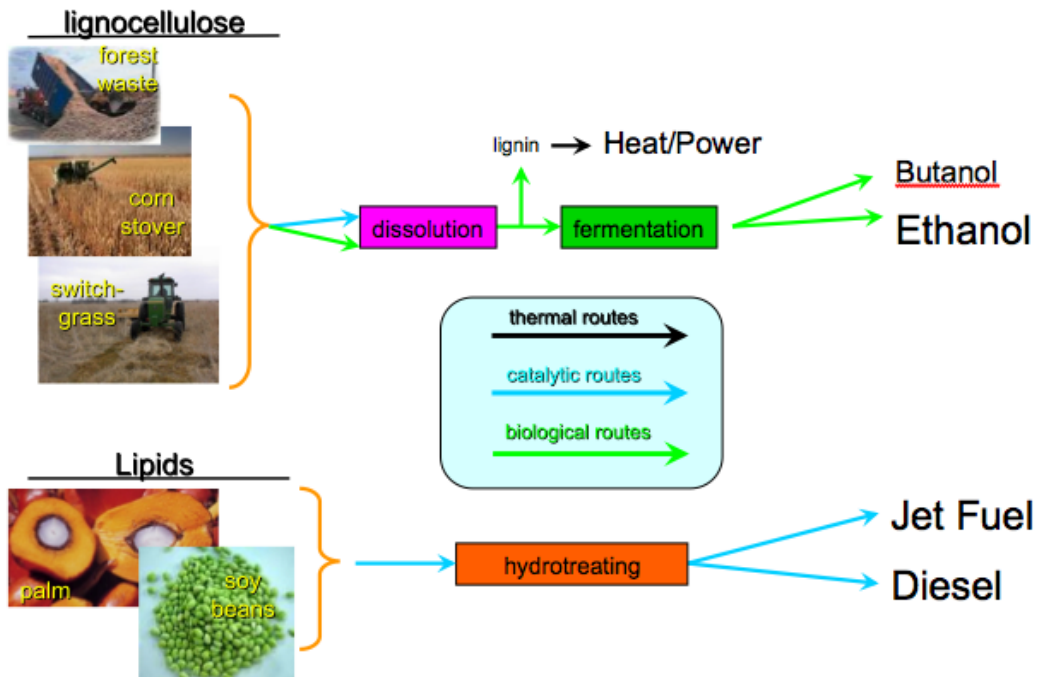 lignocellulose
forest
waste
corn
stover
switch-
grass
lignin
Heat/Power
dissolution
fermentation
Butanol
Ethanol
thermal routes
catalytic routes
biological routes
Lipids
palm
soy
beans
hydrotreating
Jet Fuel
Diesel